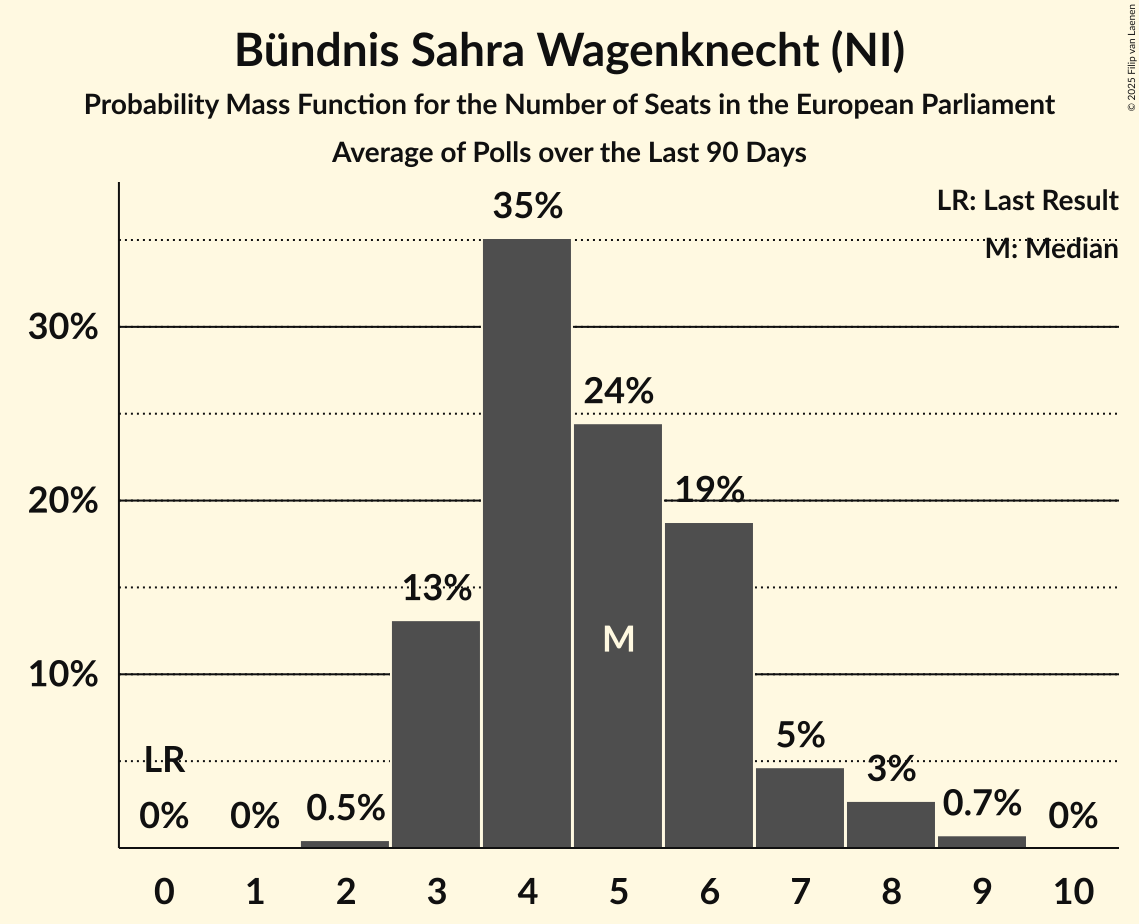 Bündnis Sahra Wagenknecht (NI)
Probability Mass Function for the Number of Seats in the European Parliament
Average of Polls over the Last 90 Days
© 2025 Filip van Laenen
LR: Last Result
M: Median
35%
30%
24%
20%
19%
13%
M
10%
LR
5%
3%
0%
0%
0.5%
0.7%
0%
0 1 2 3 4 5 6 7 8 9 10